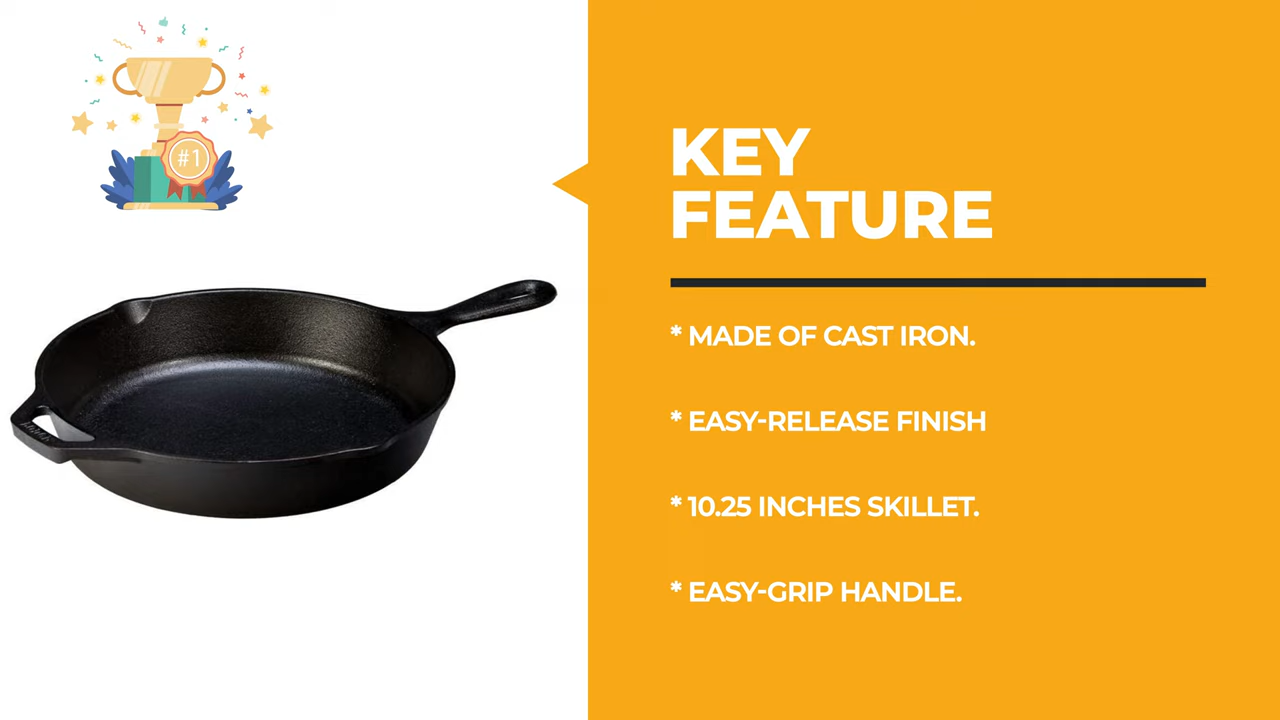 #1
KEY
FEATURE
* MADE OF CAST IRON.
* EASY-RELEASE FINISH
* 10.25 INCHES SKILLET.
* EASY-GRIP HANDLE.